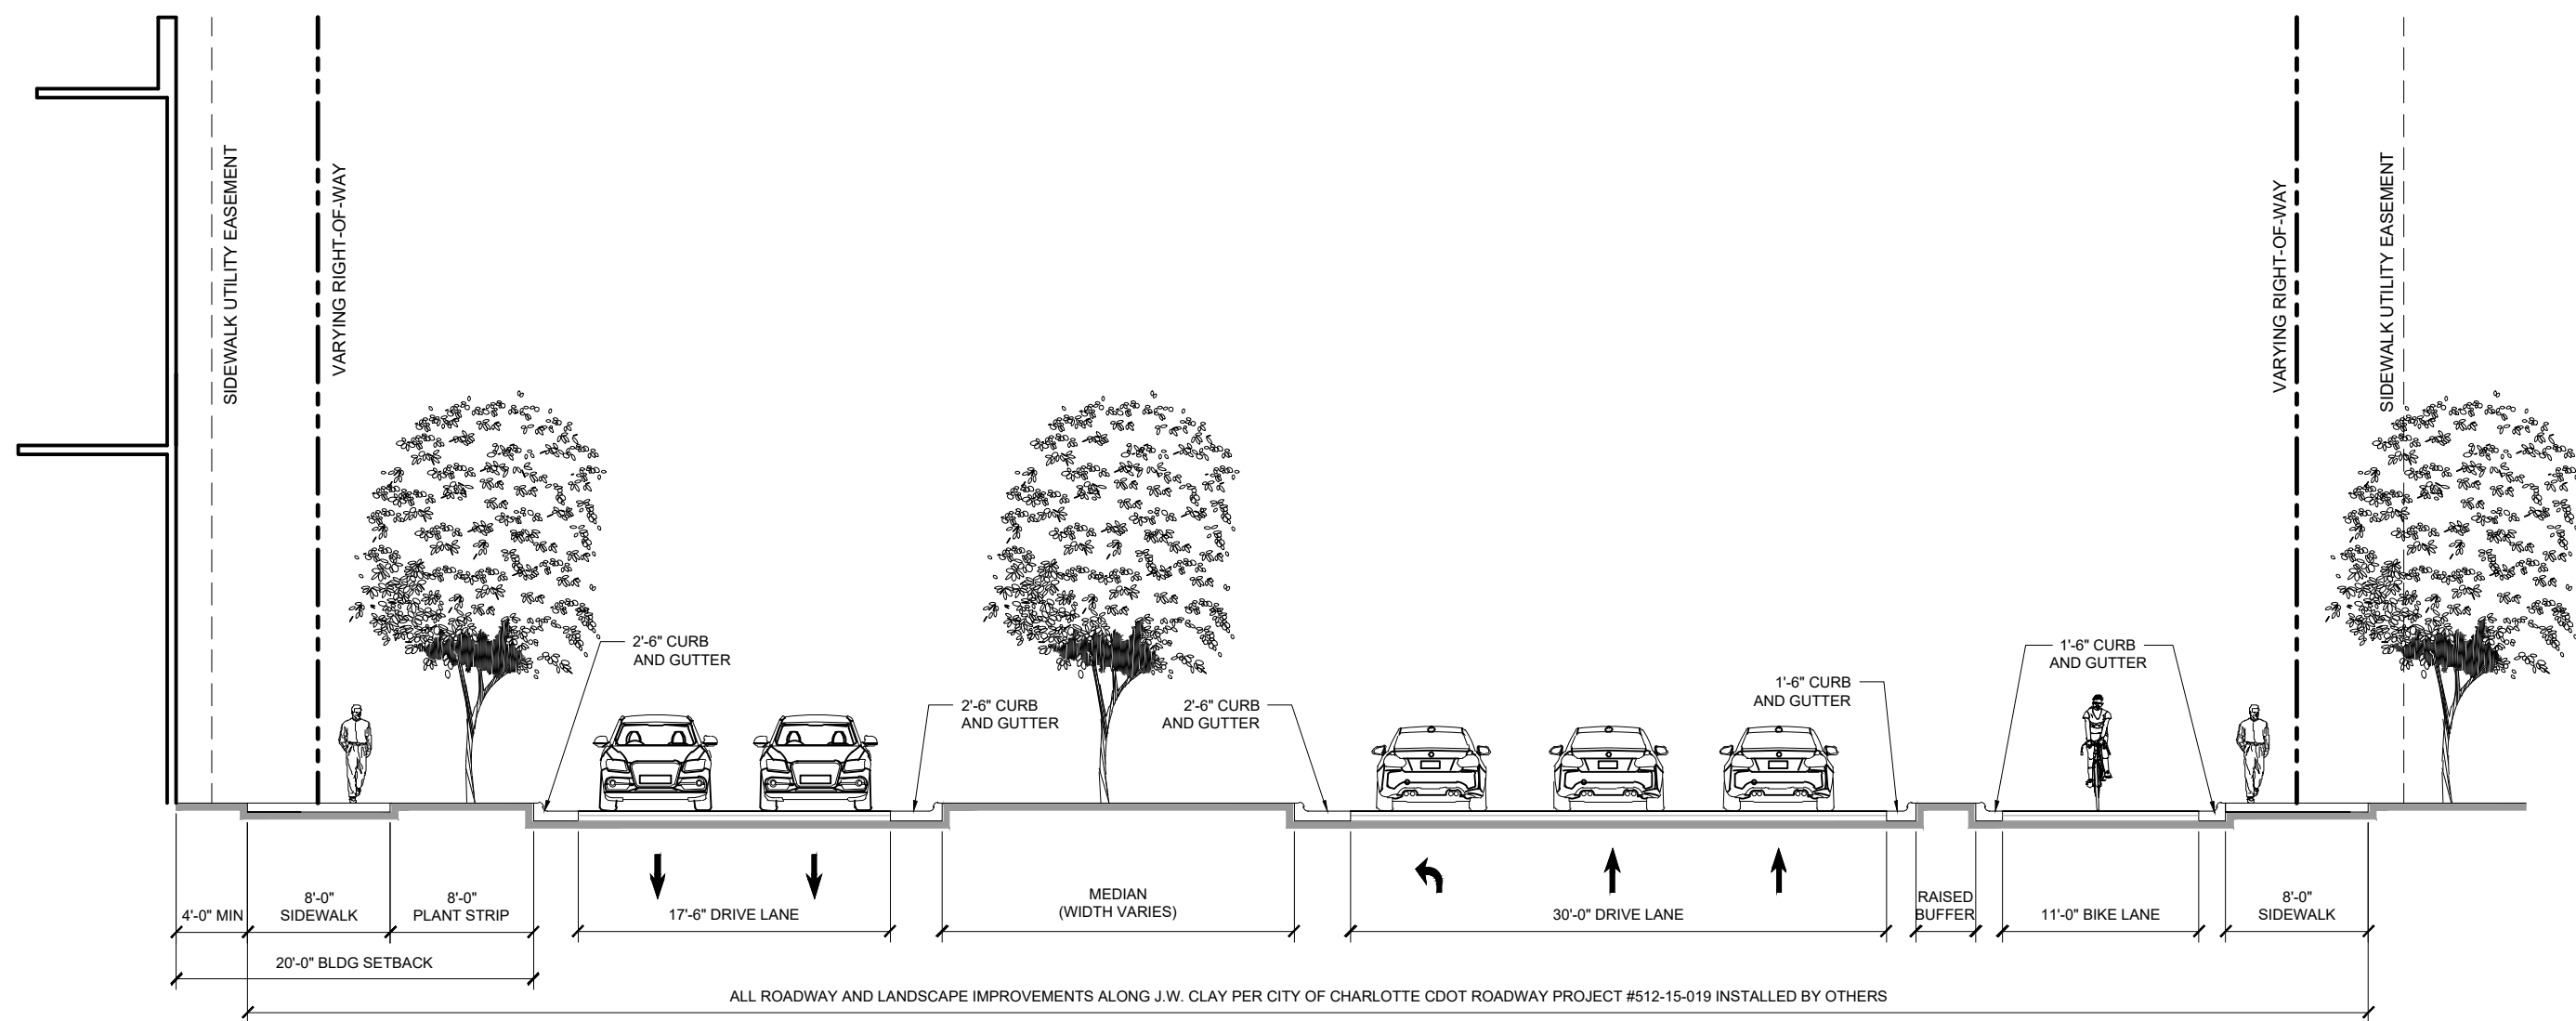 SIDEWALK UTILITY EASEMENT
VARYING RIGHT-OF-WAY
VARYING RIGHT-OF-WAY
SIDEWALK UTILITY EASEMENT
2'-6" CURB
AND GUTTER
2'-6" CURB
AND GUTTER
2'-6" CURB
AND GUTTER
1'-6" CURB
AND GUTTER
1'-6" CURB
AND GUTTER
4'-0" MIN
8'-0"
SIDEWALK
8'-0"
PLANT STRIP
17'-6" DRIVE LANE
MEDIAN
(WIDTH VARIES)
30'-0" DRIVE LANE
RAISED
BUFFER
11'-0" BIKE LANE
8'-0"
SIDEWALK
20'-0" BLDG SETBACK
ALL ROADWAY AND LANDSCAPE IMPROVEMENTS ALONG J.W. CLAY PER CITY OF CHARLOTTE CDOT ROADWAY PROJECT #512-15-019 INSTALLED BY OTHERS